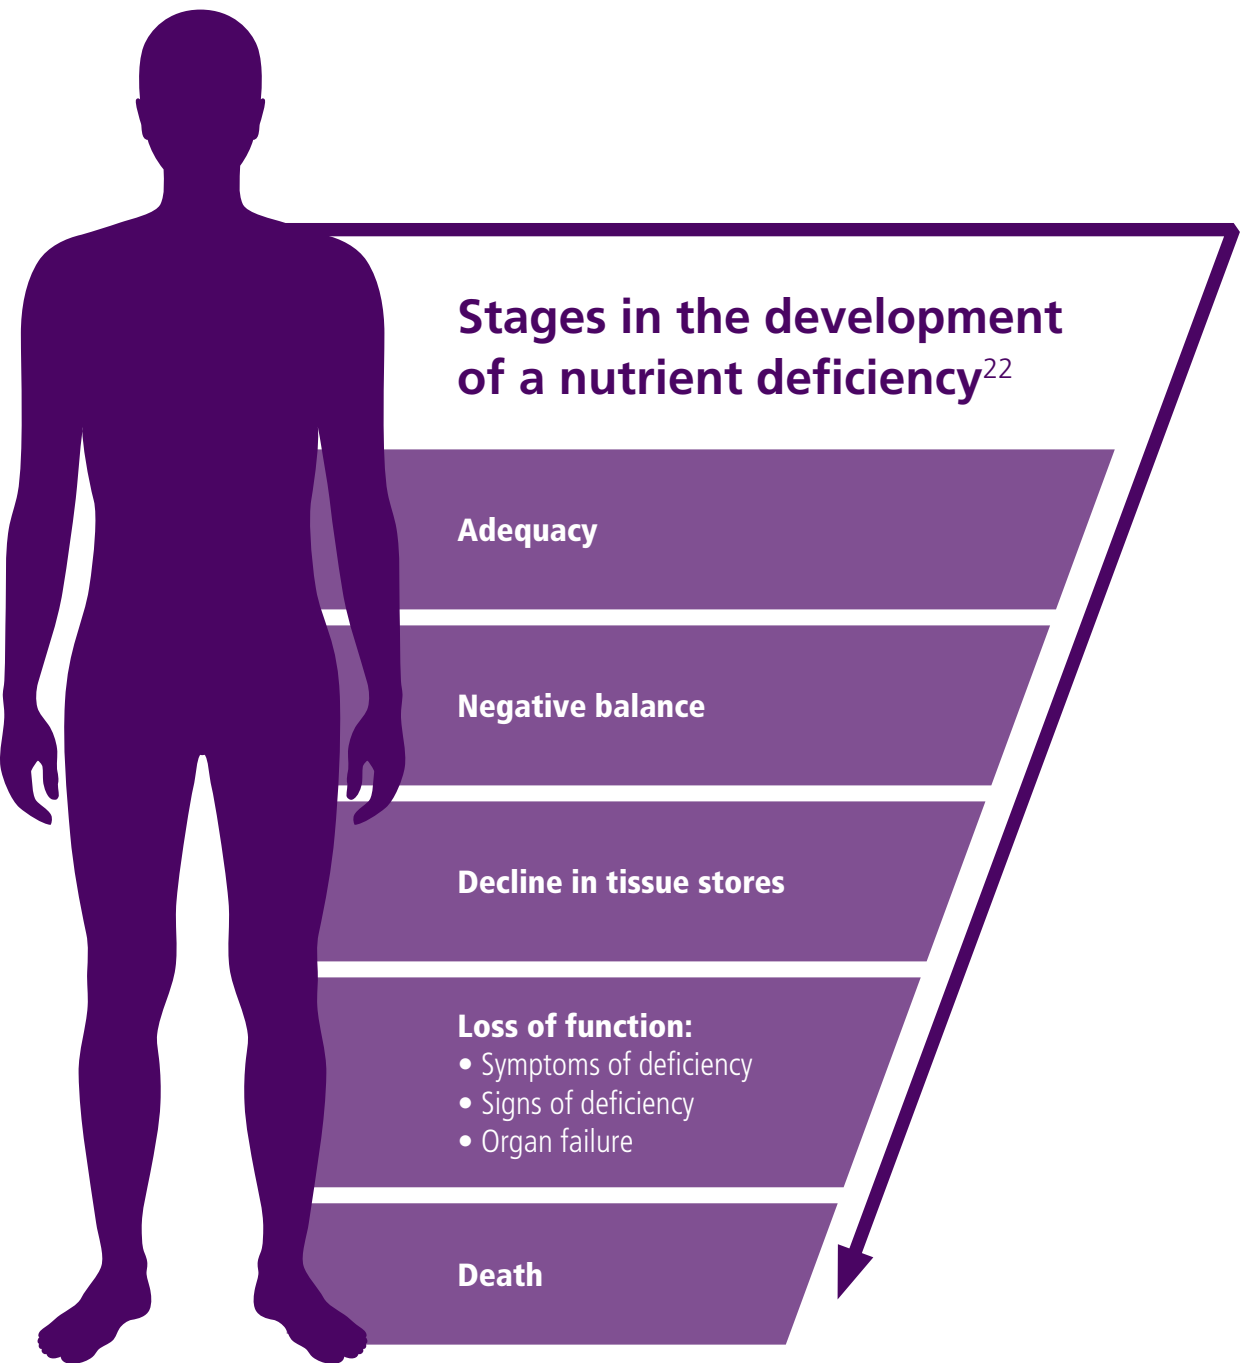 Stages in the development
of a nutrient deficiency22
Adequacy
Negative balance
Decline in tissue stores
Loss of function:
• Symptoms of deficiency
• Signs of deficiency
• Organ failure
Death